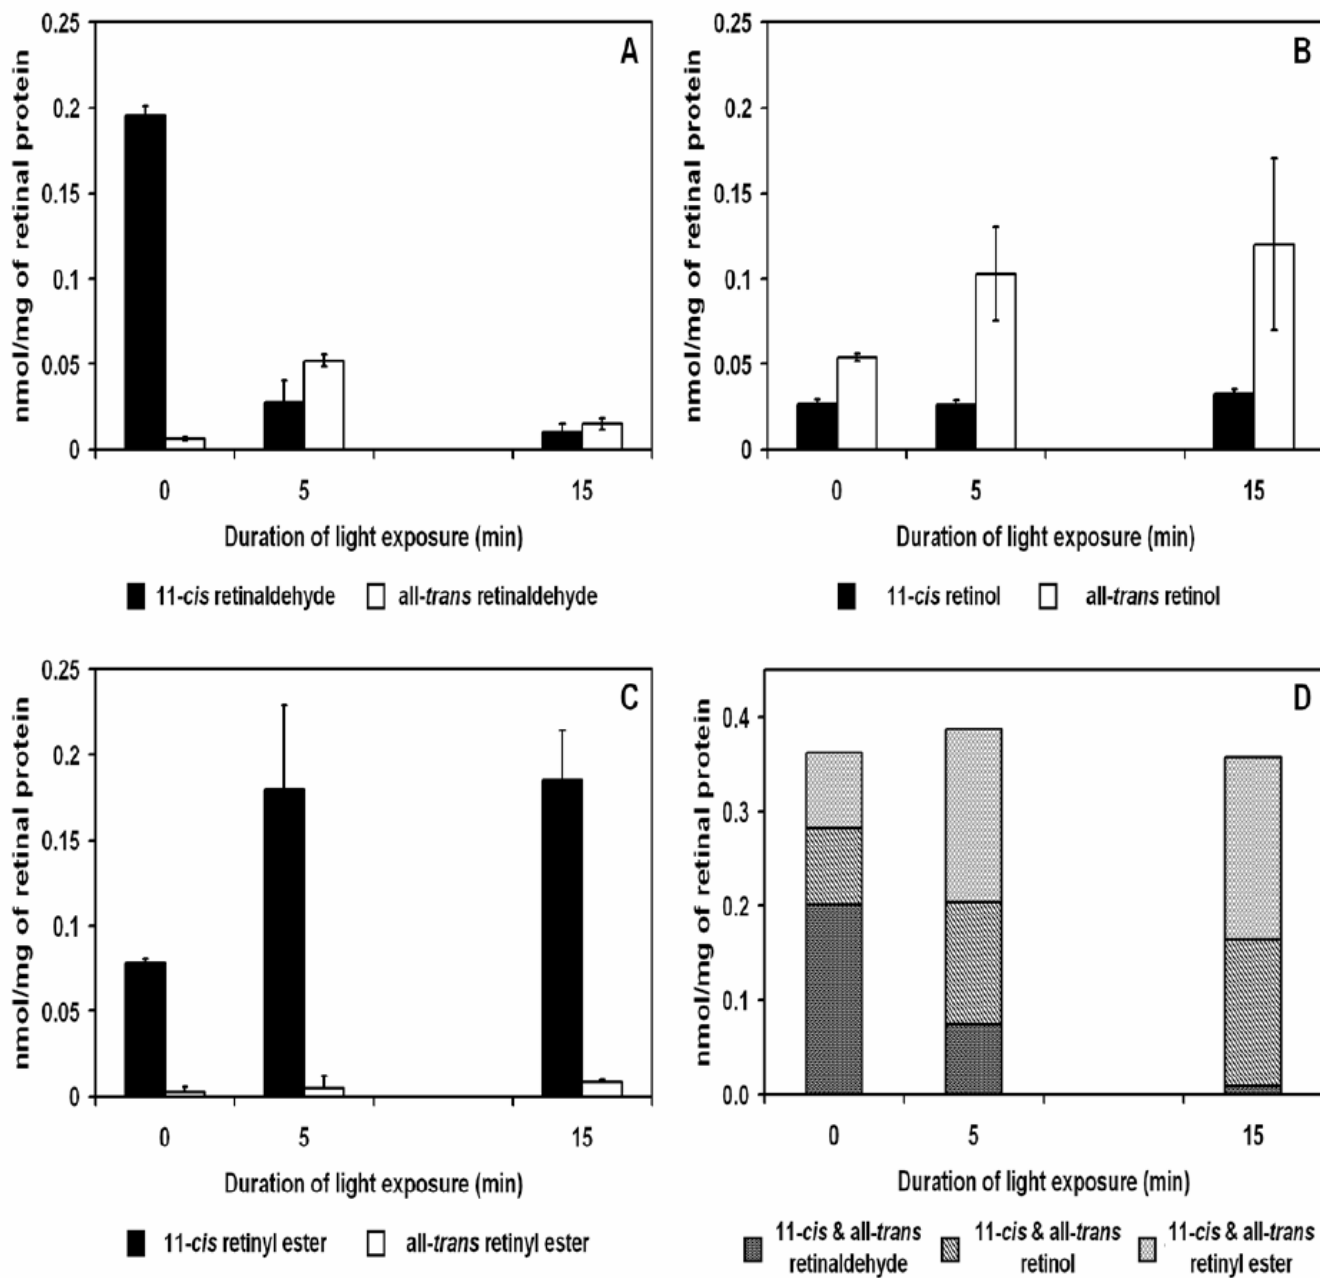 A
nmol/mg of retinal protein
0.25
0.2
0.15
0.1
0.05
0
0 5 15
Duration of light exposure (min)
11-cis retinaldehyde all-trans retinaldehyde
B
nmol/mg of retinal protein
0.25
0.2
0.15
0.1
0.05
0
0 5 15
Duration of light exposure (min)
11-cis retinol all-trans retinol
C
nmol/mg of retinal protein
0.25
0.2
0.15
0.1
0.05
0
0 5 15
Duration of light exposure (min)
11-cis retinyl ester all-trans retinyl ester
D
nmol/mg of retinal protein
0.4
0.3
0.2
0.1
0.0
0 5 15
Duration of light exposure (min)
11-cis & all-trans 11-cis & all-trans 11-cis & all-trans
retinaldehyde retinol retinyl ester